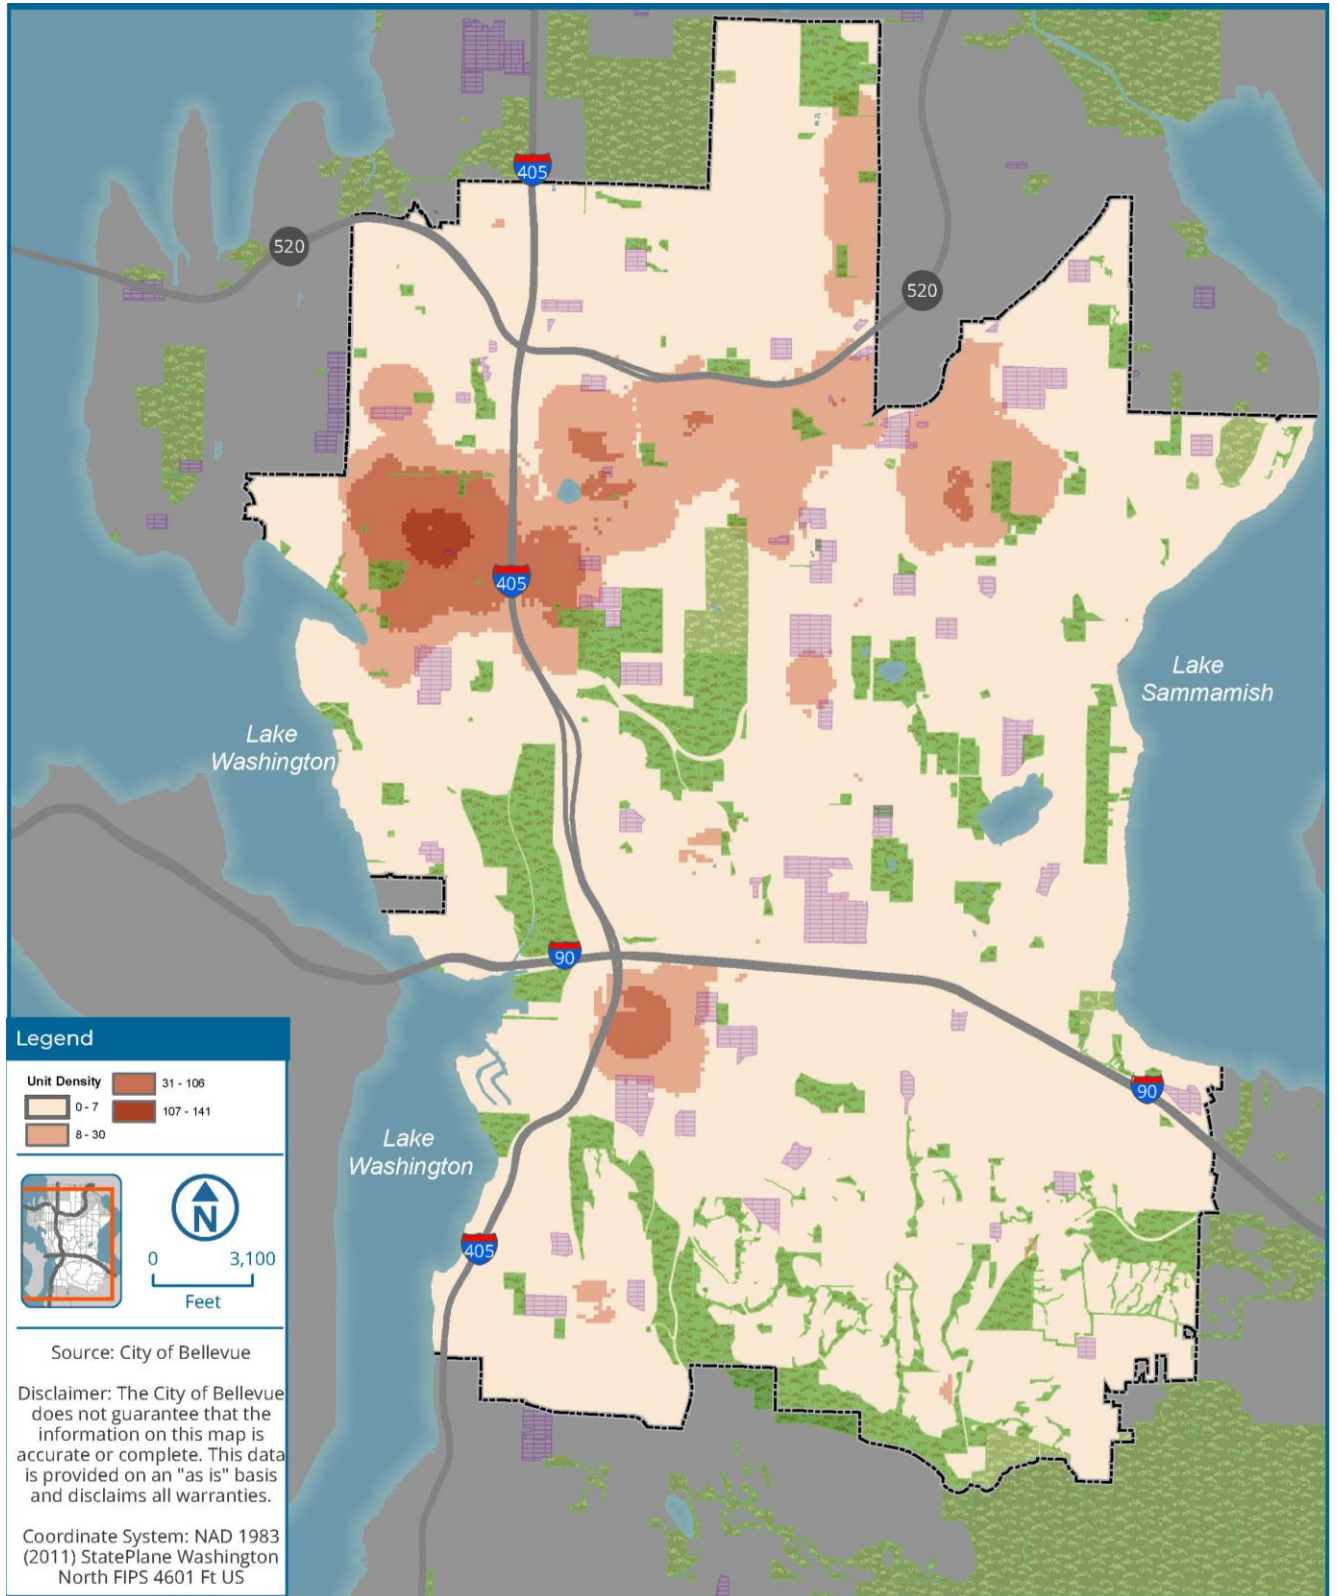 405
520
520
405
Lake
Sammamish
Lake
Washington
90
90
Lake
Washington
405
Legend
Unit Density
0 - 7
8 - 30
31 - 106
107 - 141
N
0 3,100
Feet
Source: City of Bellevue
Disclaimer: The City of Bellevue
does not guarantee that the
information on this map is
accurate or complete. This data
is provided on an "as is" basis
and disclaims all warranties.
Coordinate System: NAD 1983
(2011) StatePlane Washington
North FIPS 4601 Ft US